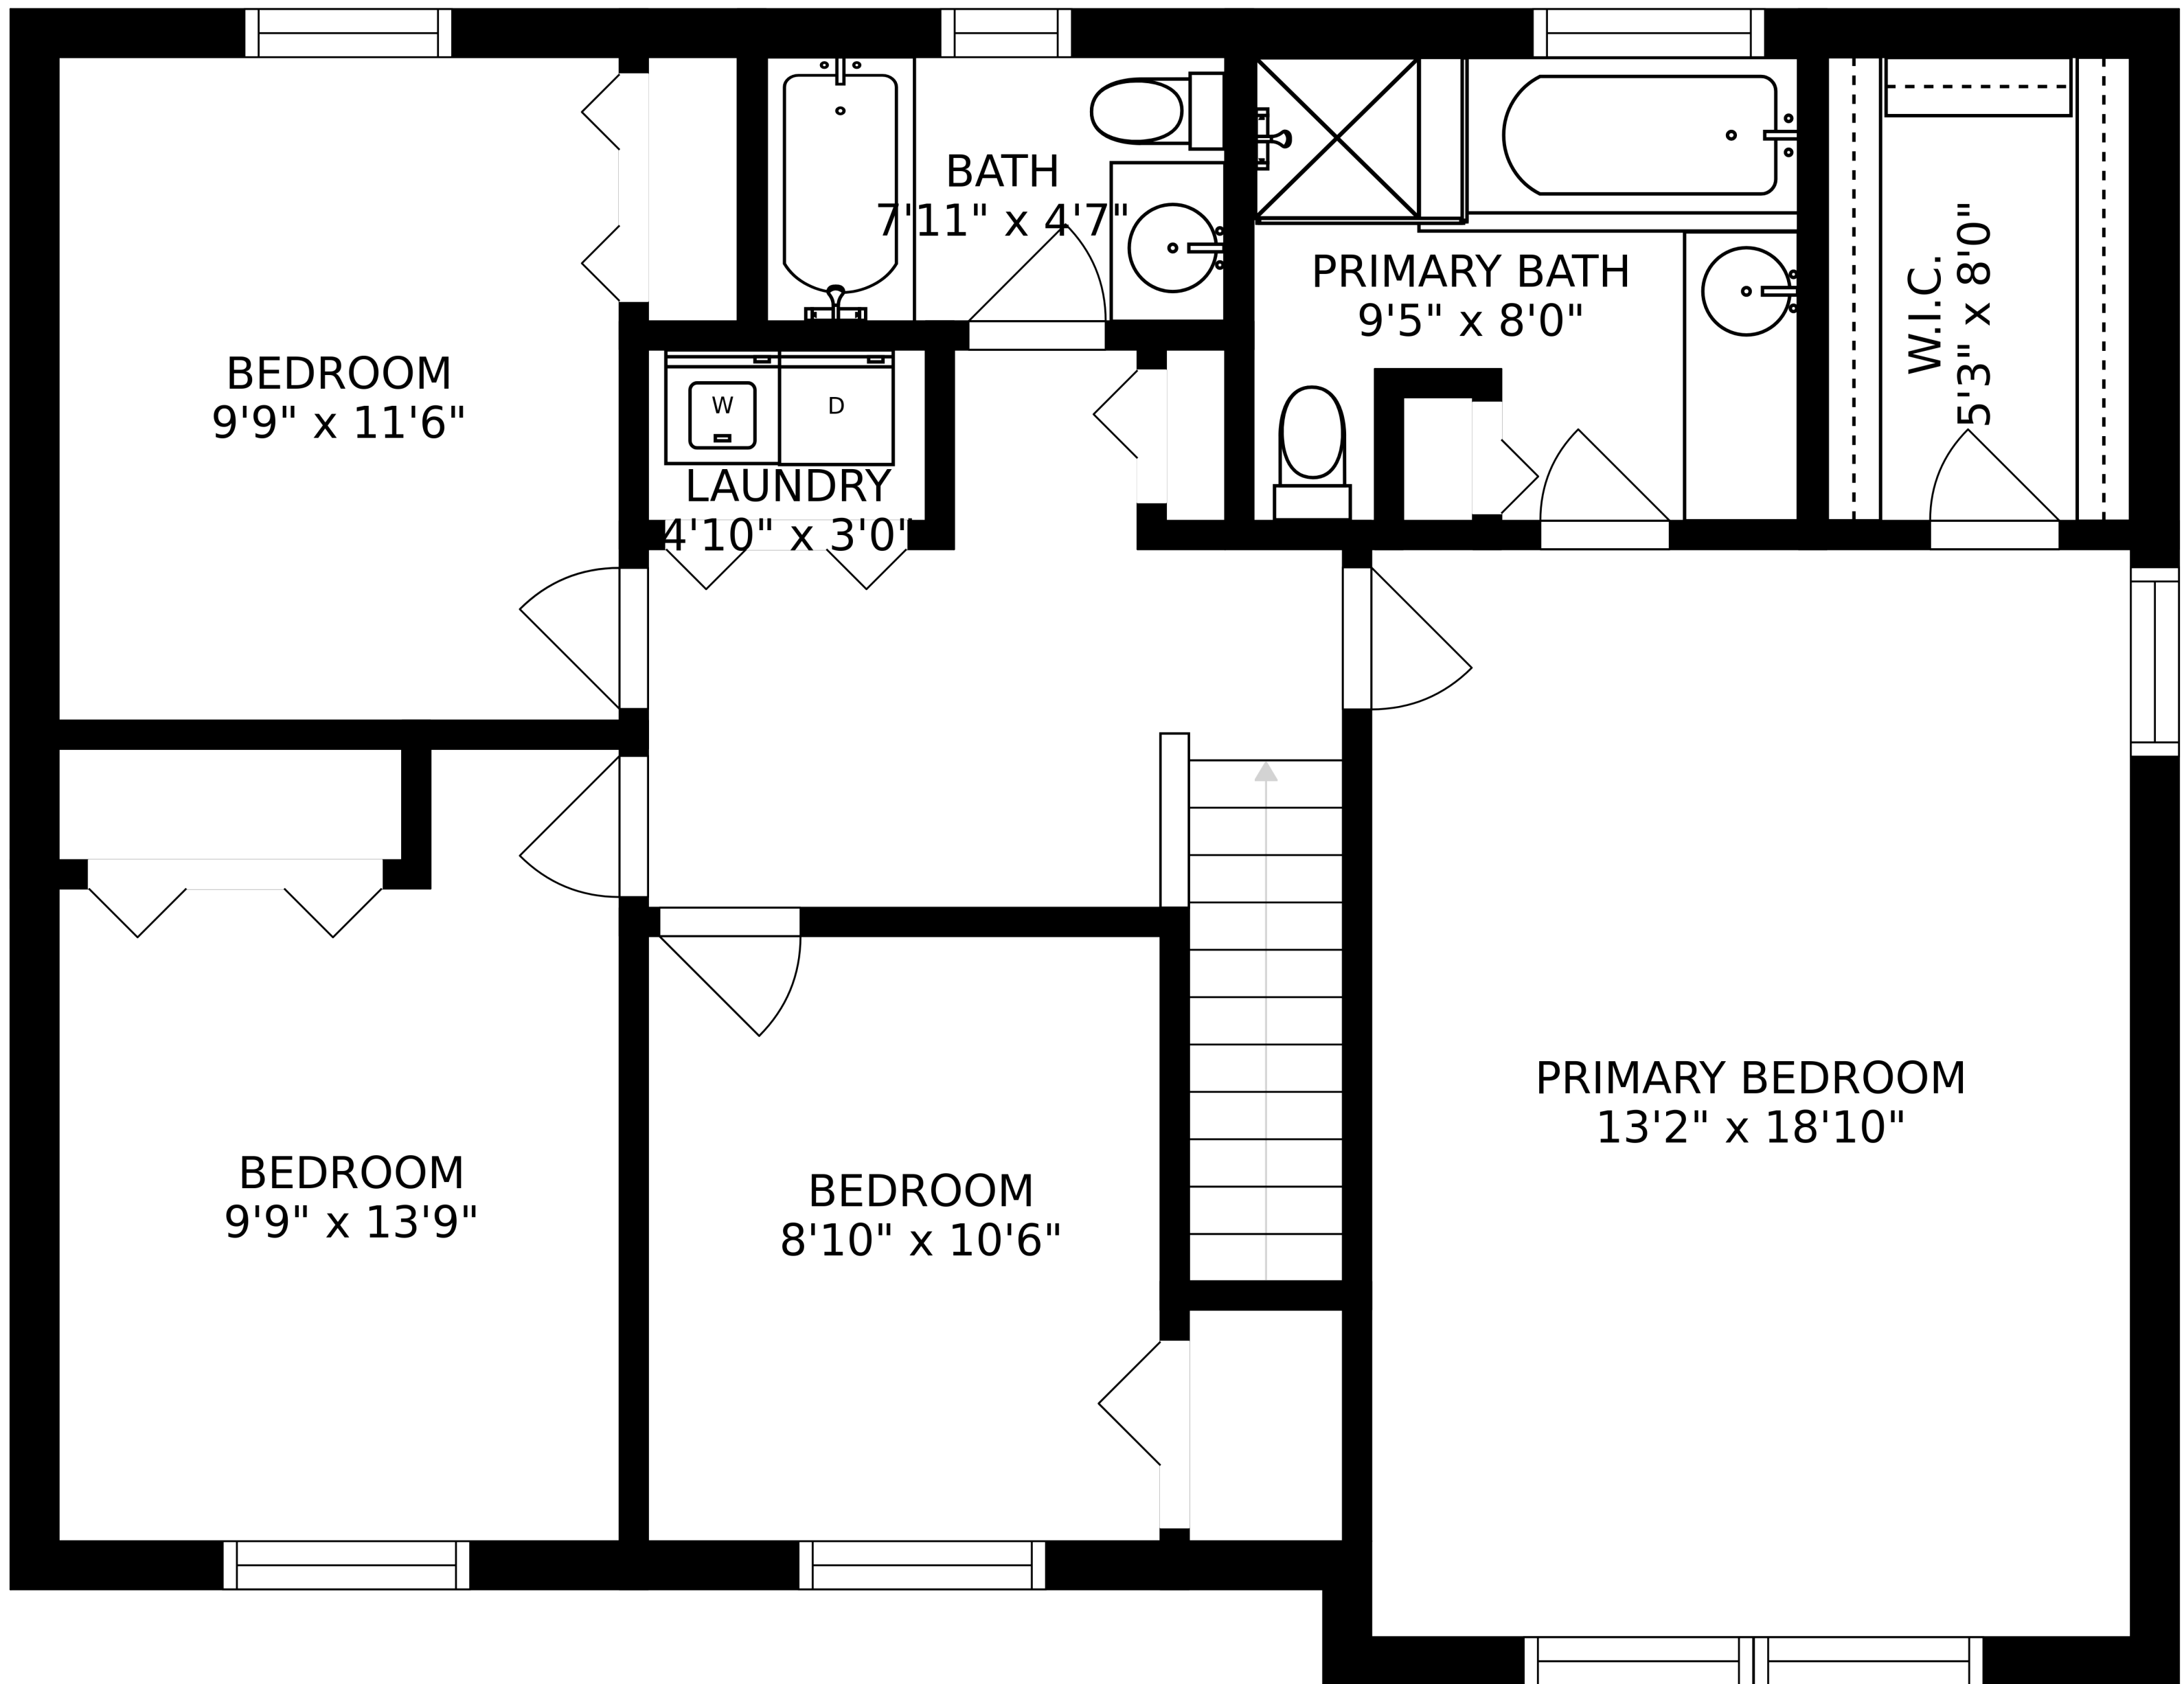 BATH
7'11" x 4'7"
PRIMARY BATH
9'5" x 8'0"
W.I.C.
5'3" x 8'0"
BEDROOM
9'9" x 11'6"
W
D
LAUNDRY
4'10" x 3'0"
PRIMARY BEDROOM
13'2" x 18'10"
BEDROOM
9'9" x 13'9"
BEDROOM
8'10" x 10'6"